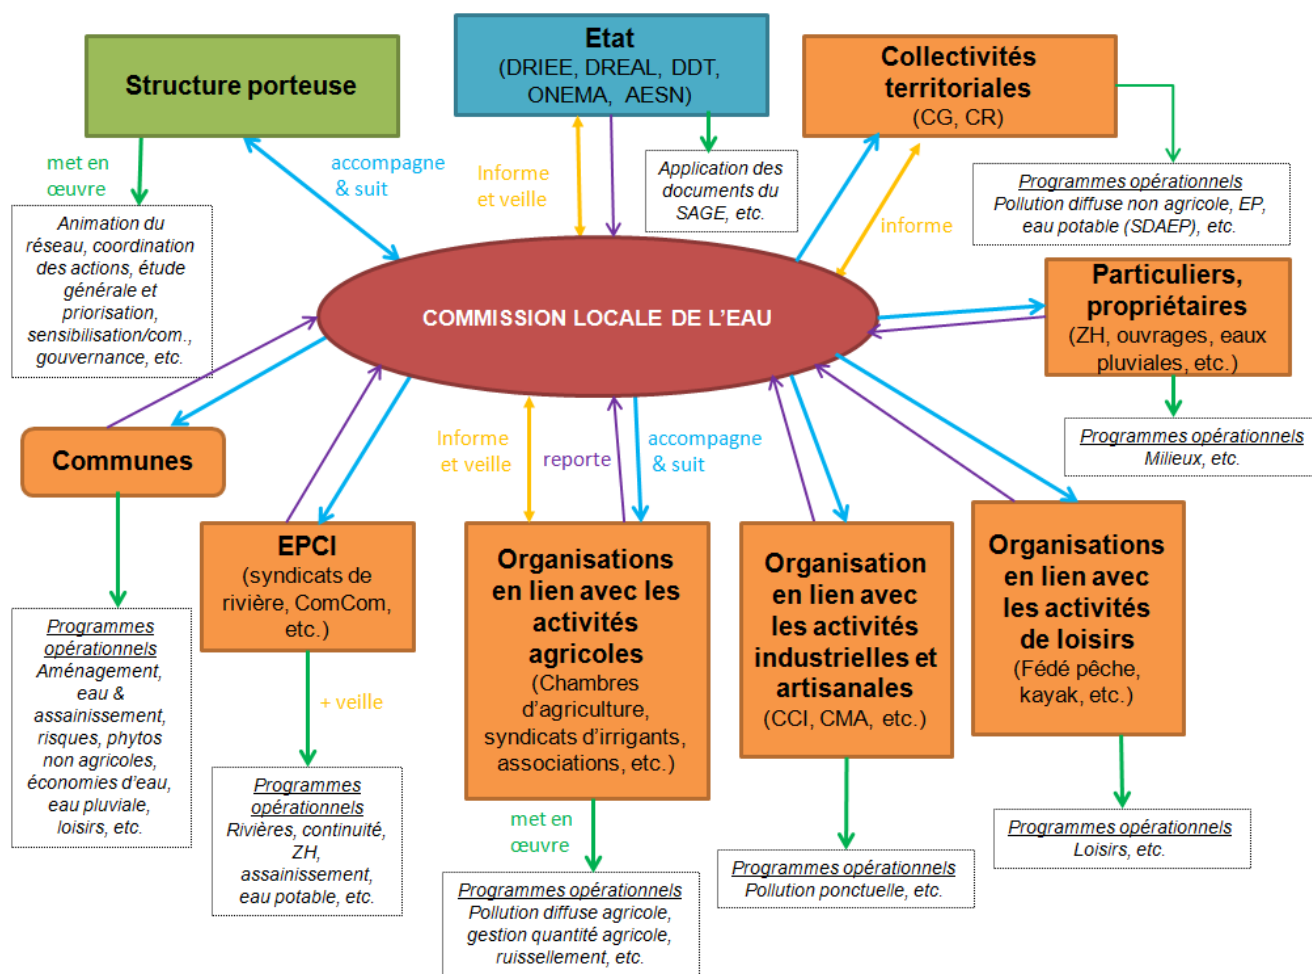 Structure porteuse
Etat
(DRIEE, DREAL, DDT,
ONEMA, AESN)
Collectivités
territoriales
(CG, CR)
met en
œuvre
accompagne
& suit
Informe
et veille
Application des
documents du
SAGE, etc.
informe
Programmes opérationnels
Pollution diffuse non agricole, EP,
eau potable (SDAEP), etc.
Animation du
réseau, coordination
des actions, étude
générale et
priorisation,
sensibilisation/com.,
gouvernance, etc.
COMMISSION LOCALE DE L’EAU
Particuliers,
propriétaires
(ZH, ouvrages, eaux
pluviales, etc.)
Programmes opérationnels
Milieux, etc.
Communes
Informe
et veille
reporte
accompagne
& suit
EPCI
(syndicats de
rivière, ComCom,
etc.)
Organisations
en lien avec les
activités
agricoles
(Chambres
d’agriculture,
syndicats d’irrigants,
associations, etc.)
Organisation
en lien avec
les activités
industrielles et
artisanales
(CCI, CMA, etc.)
Organisations
en lien avec
les activités
de loisirs
(Fédé pêche,
kayak, etc.)
Programmes
opérationnels
Aménagement,
eau &
assainissement,
risques, phytos
non agricoles,
économies d’eau,
eau pluviale,
loisirs, etc.
+ veille
Programmes
opérationnels
Rivières, continuité,
ZH,
assainissement,
eau potable, etc.
met en
œuvre
Programmes opérationnels
Pollution diffuse agricole,
gestion quantité agricole,
ruissellement, etc.
Programmes opérationnels
Pollution ponctuelle, etc.
Programmes opérationnels
Loisirs, etc.